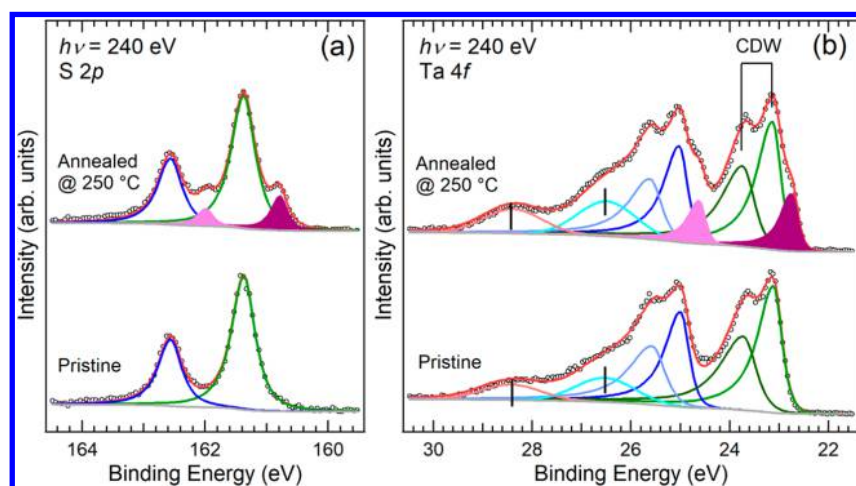 hν = 240 eV
S 2p
(a)
Annealed
@ 250 °C
Pristine
Intensity (arb. units)
164
162
160
Binding Energy (eV)
hν = 240 eV
Ta 4f
CDW
(b)
Annealed
@ 250 °C
Pristine
Intensity (arb. units)
30
28
26
24
22
Binding Energy (eV)